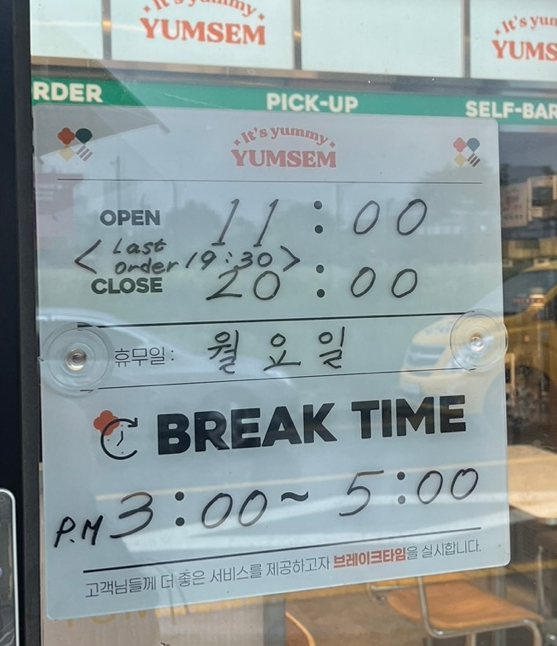 It's yummy
YUMSEM
It's yummy
YUMS
RDER
PICK-UP
SELF-BAR
It's yummy
YUMSEM
OPEN 11:00
<Last order 19:30>
CLOSE 20:00
휴무일: 월요일
BREAK TIME
P.M 3:00~5:00
고객님들께 더 좋은 서비스를 제공하고자 브레이크타임을 실시합니다.